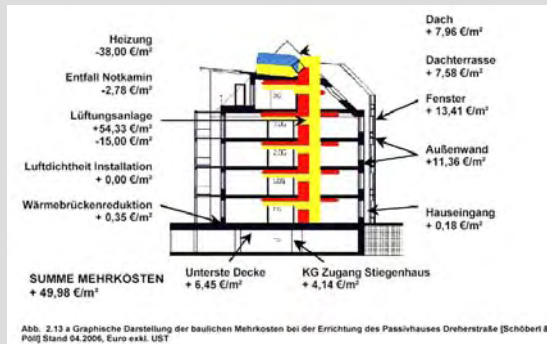 Heizung
-38,00 €/m²
Entfall Notkamin
-2,78 €/m²
Lüftungsanlage
+54,33 €/m²
-15,00 €/m²
Luftdichtheit Installation
+ 0,00 €/m²
Wärmebrückenreduktion
+ 0,35 €/m²
SUMME MEHRKOSTEN
+ 49,98 €/m²
Unterste Decke
+ 6,45 €/m²
KG Zugang Stiegenhaus
+ 4,14 €/m²
Dach
+ 7,96 €/m²
Dachterrasse
+ 7,58 €/m²
Fenster
+ 13,41 €/m²
Außenwand
+11,36 €/m²
Hauseingang
+ 0,18 €/m²
Abb. 2.13 a Graphische Darstellung der baulichen Mehrkosten bei der Errichtung des Passivhauses Dreherstraße [Schöberl &
Pöll] Stand 04.2006, Euro exkl. UST